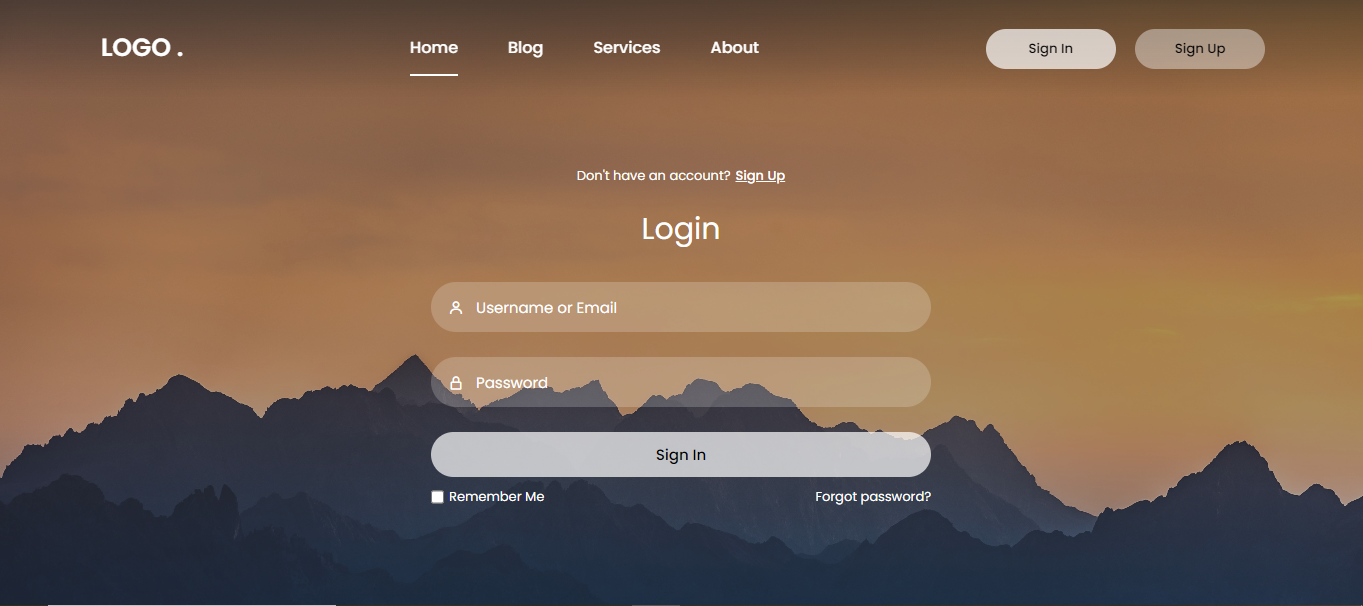 LOGO .
Home Blog Services About
Sign In Sign Up
Don't have an account? Sign Up
Login
Username or Email
Password
Sign In
Remember Me Forgot password?